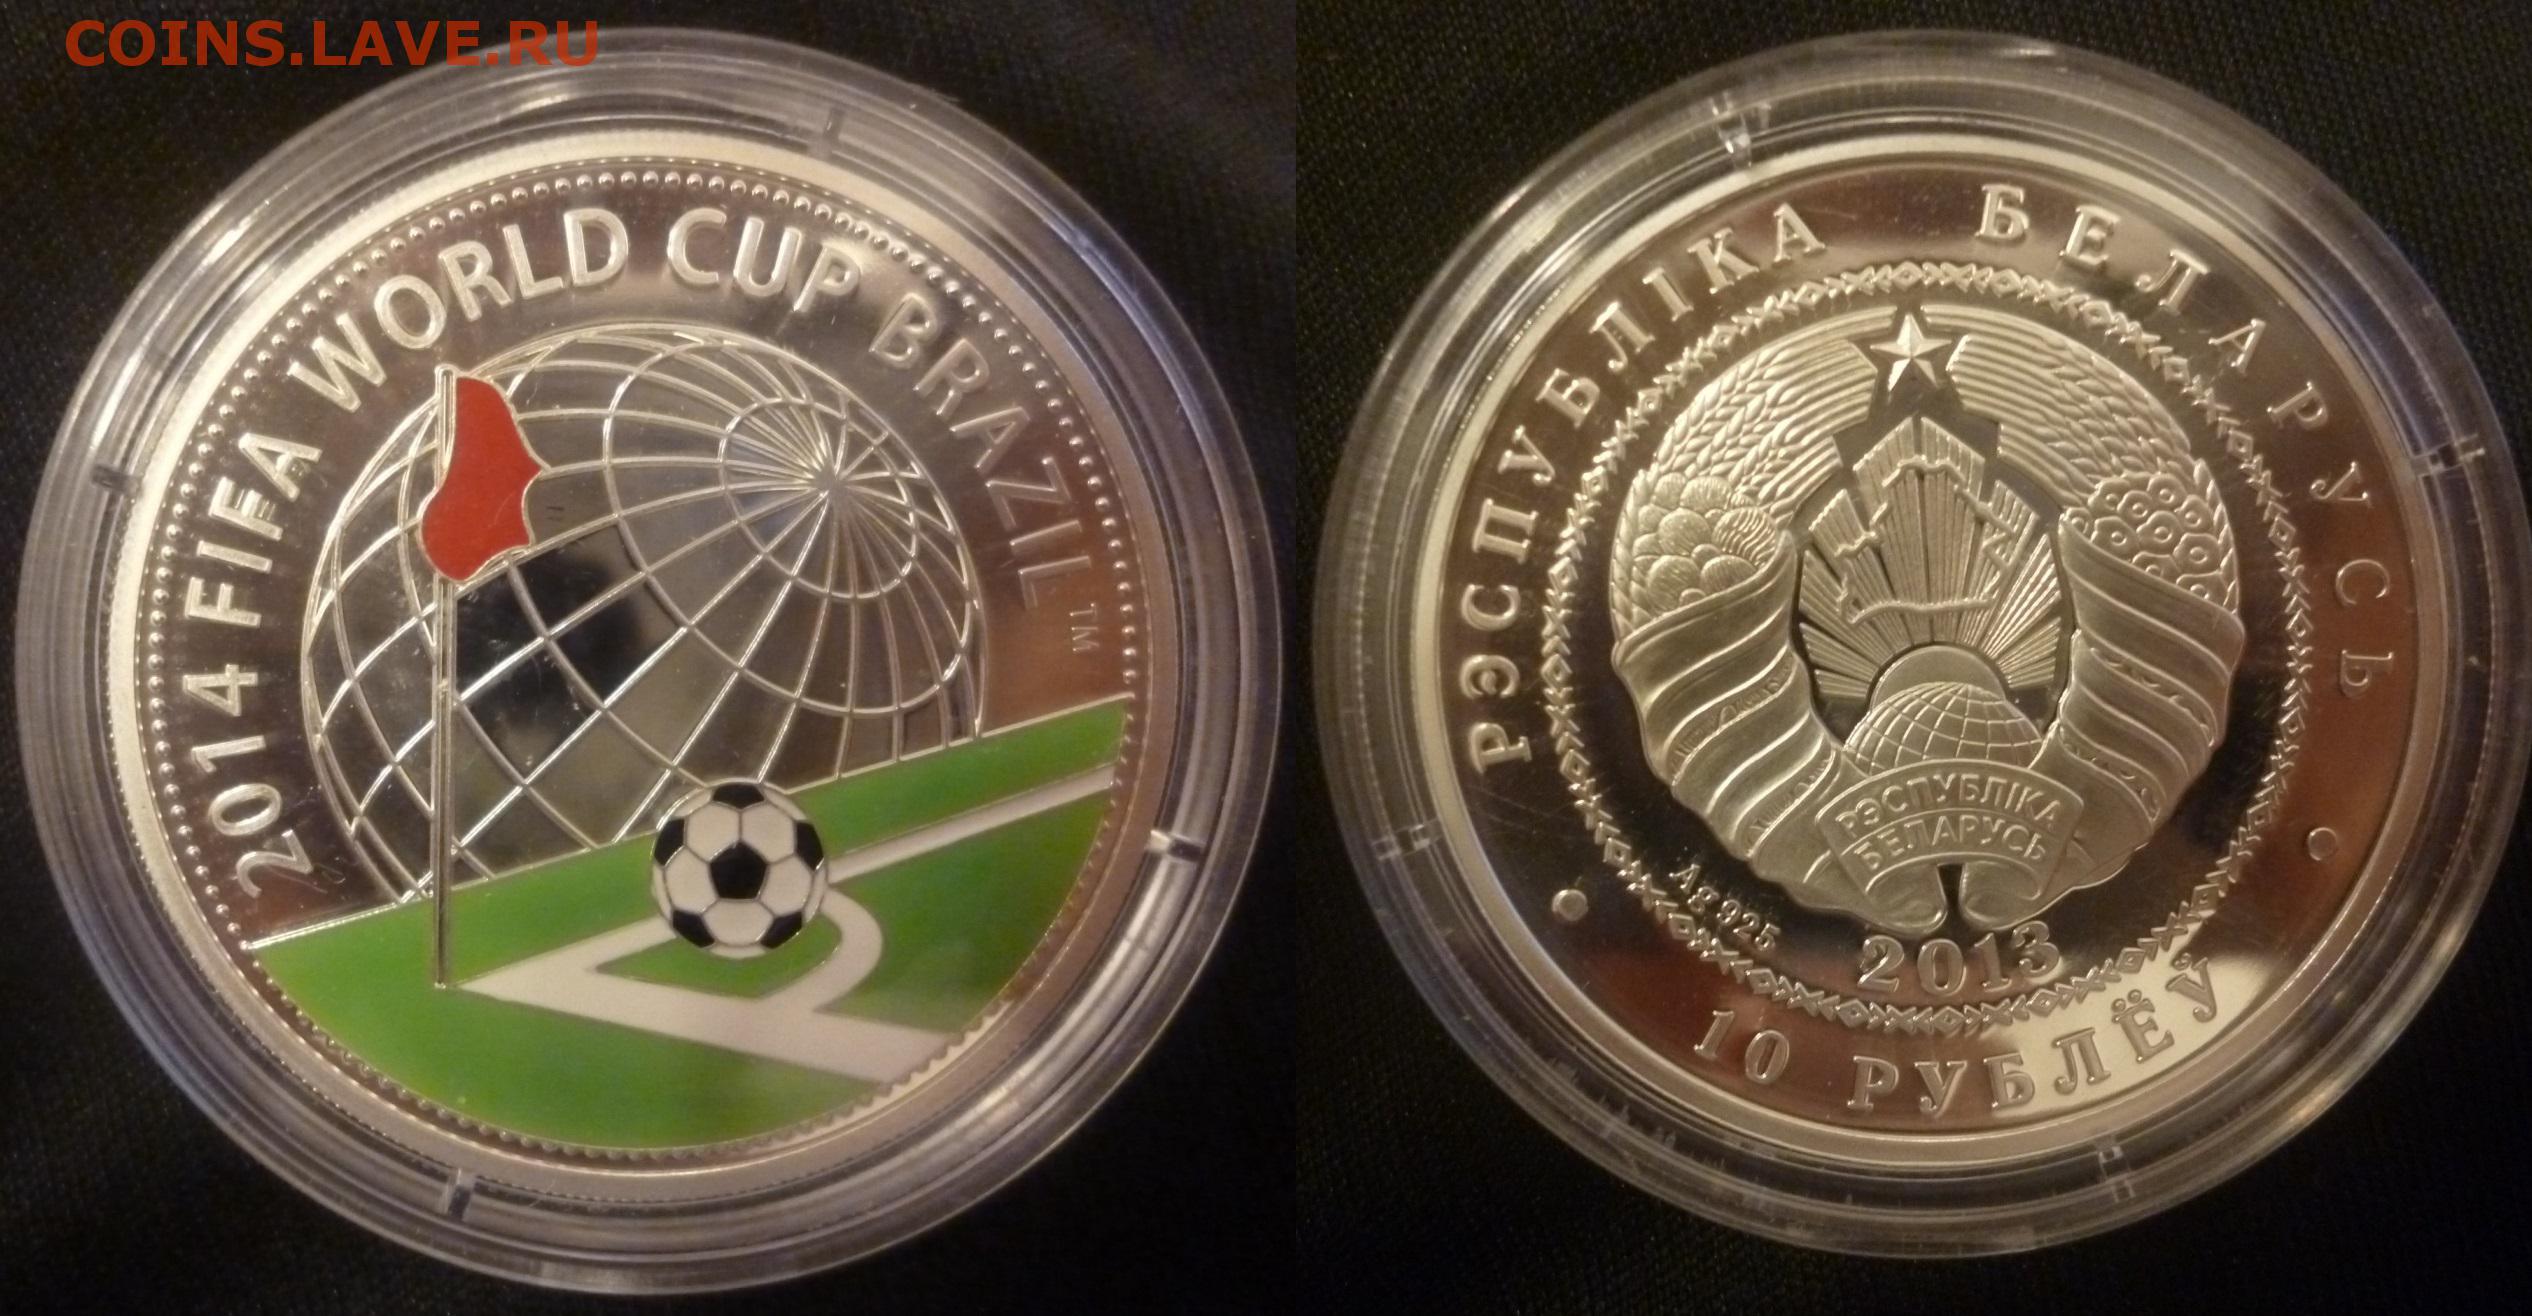 COINS.LAVE.RU
2014 FIFA WORLD CUP BRAZIL TM
РЭСПУБЛІКА БЕЛАРУСЬ
РЭСПУБЛІКА
БЕЛАРУСЬ
Ag 925
2013
10 РУБЛЁЎ